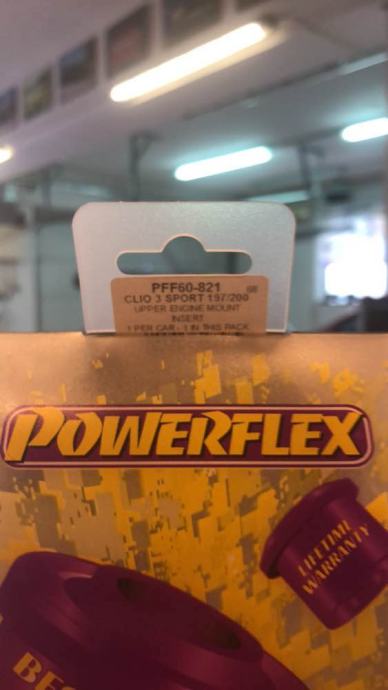 PFF60-821
CLIO 3 SPORT 197/200
UPPER ENGINE MOUNT
INSERT
1 PER CAR - 1 IN THIS PACK
POWERFLEX
LIFETIME
WARRANTY